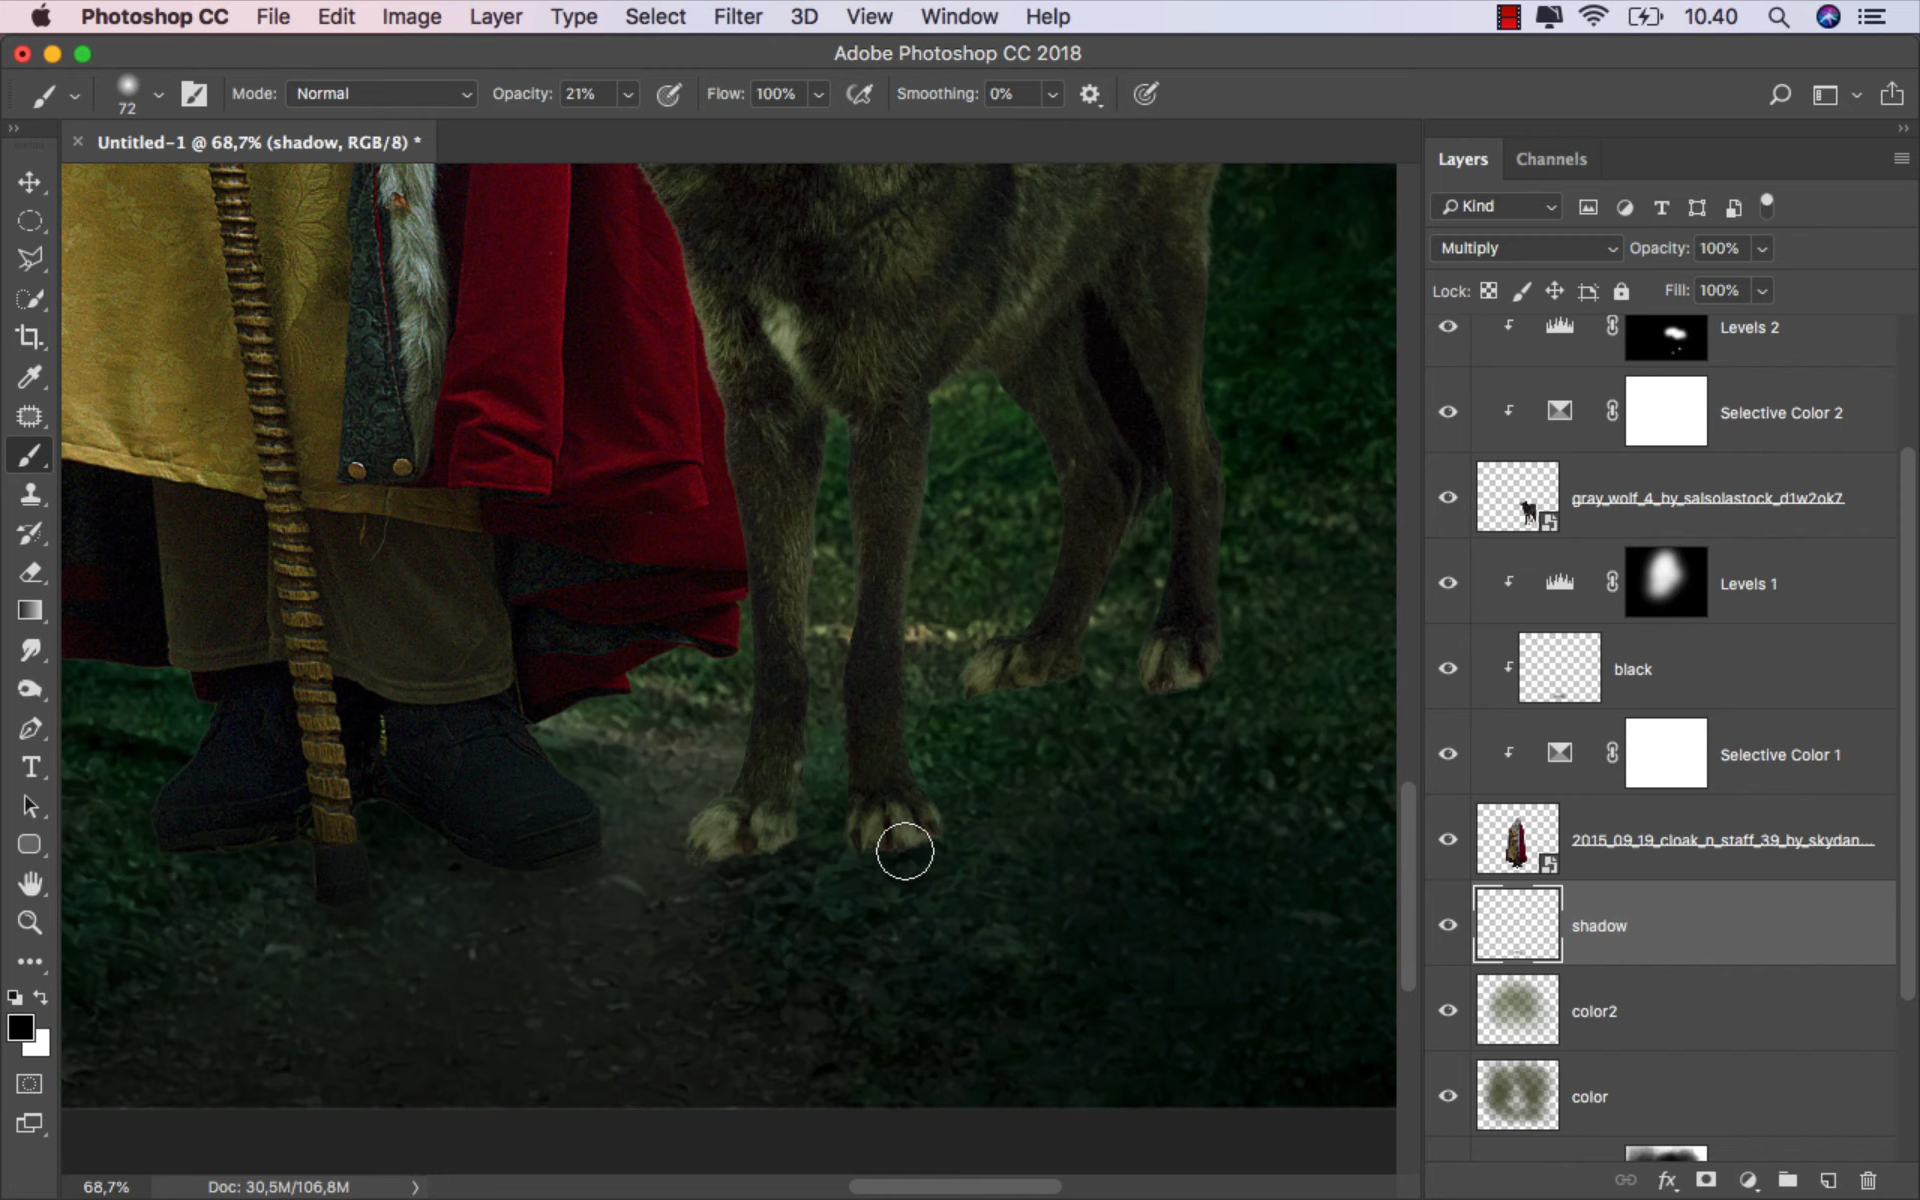 Photoshop CC File Edit Image Layer Type Select Filter 3D View Window Help 10.40
Adobe Photoshop CC 2018
72 Mode: Normal Opacity: 21% Flow: 100% Smoothing: 0%
× Untitled-1 @ 68,7% (shadow, RGB/8) *
Layers Channels
Kind
Multiply Opacity: 100%
Lock: Fill: 100%
Levels 2
Selective Color 2
gray_wolf_4_by_salsolastock_d1w2ok7
Levels 1
black
Selective Color 1
2015_09_19_cloak_n_staff_39_by_skydan...
shadow
color2
color
68,7% Doc: 30,5M/106,8M